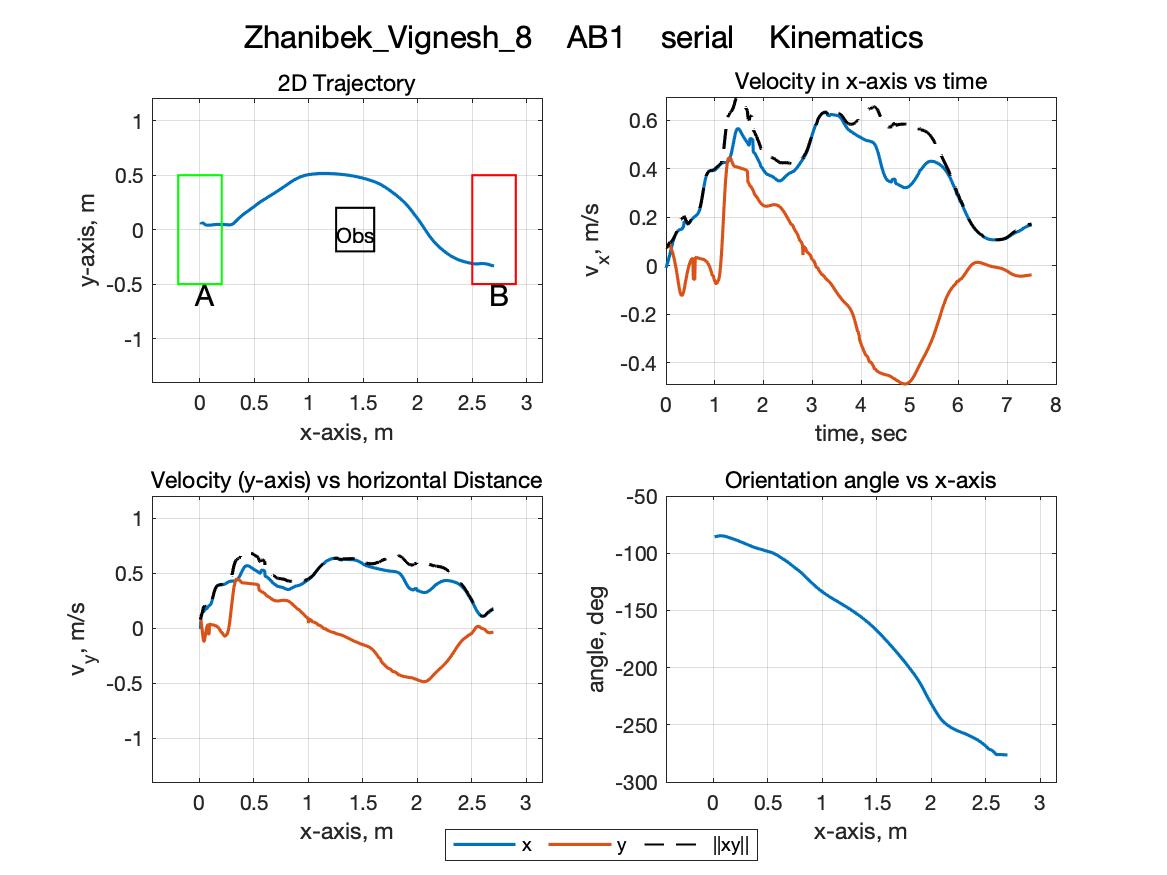 Zhanibek_Vignesh_8 AB1 serial Kinematics
2D Trajectory
y-axis, m
1
0.5
0
-0.5
-1
Obs
A
B
0 0.5 1 1.5 2 2.5 3
x-axis, m
Velocity in x-axis vs time
v_x, m/s
0.6
0.4
0.2
0
-0.2
-0.4
0 1 2 3 4 5 6 7 8
time, sec
Velocity (y-axis) vs horizontal Distance
v_y, m/s
1
0.5
0
-0.5
-1
0 0.5 1 1.5 2 2.5 3
x-axis, m
Orientation angle vs x-axis
angle, deg
-50
-100
-150
-200
-250
-300
0 0.5 1 1.5 2 2.5 3
x-axis, m
x y ||xy||